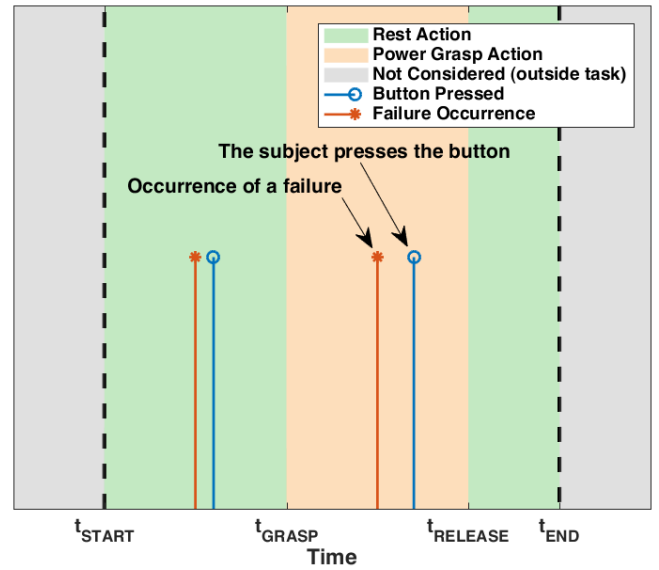 Rest Action
Power Grasp Action
Not Considered (outside task)
Button Pressed
Failure Occurrence
The subject presses the button
Occurrence of a failure
tSTART
tGRASP
tRELEASE
tEND
Time